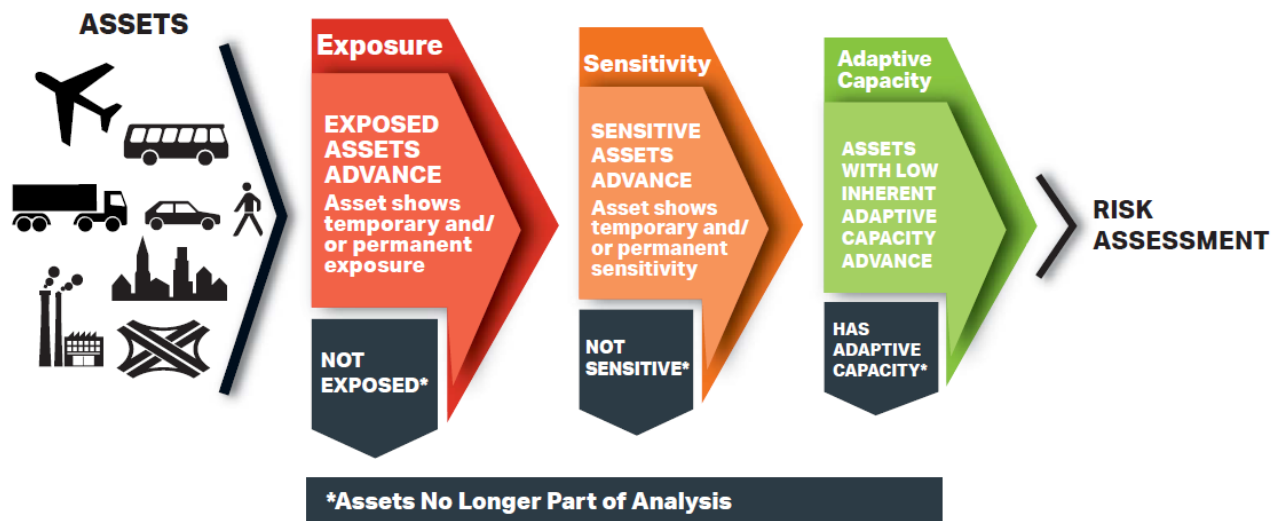 ASSETS
Exposure
EXPOSED
ASSETS
ADVANCE
Asset shows
temporary and/
or permanent
exposure
NOT
EXPOSED*
Sensitivity
SENSITIVE
ASSETS
ADVANCE
Asset shows
temporary and/
or permanent
sensitivity
NOT
SENSITIVE*
Adaptive
Capacity
ASSETS
WITH LOW
INHERENT
ADAPTIVE
CAPACITY
ADVANCE
HAS
ADAPTIVE
CAPACITY*
RISK
ASSESSMENT
*Assets No Longer Part of Analysis